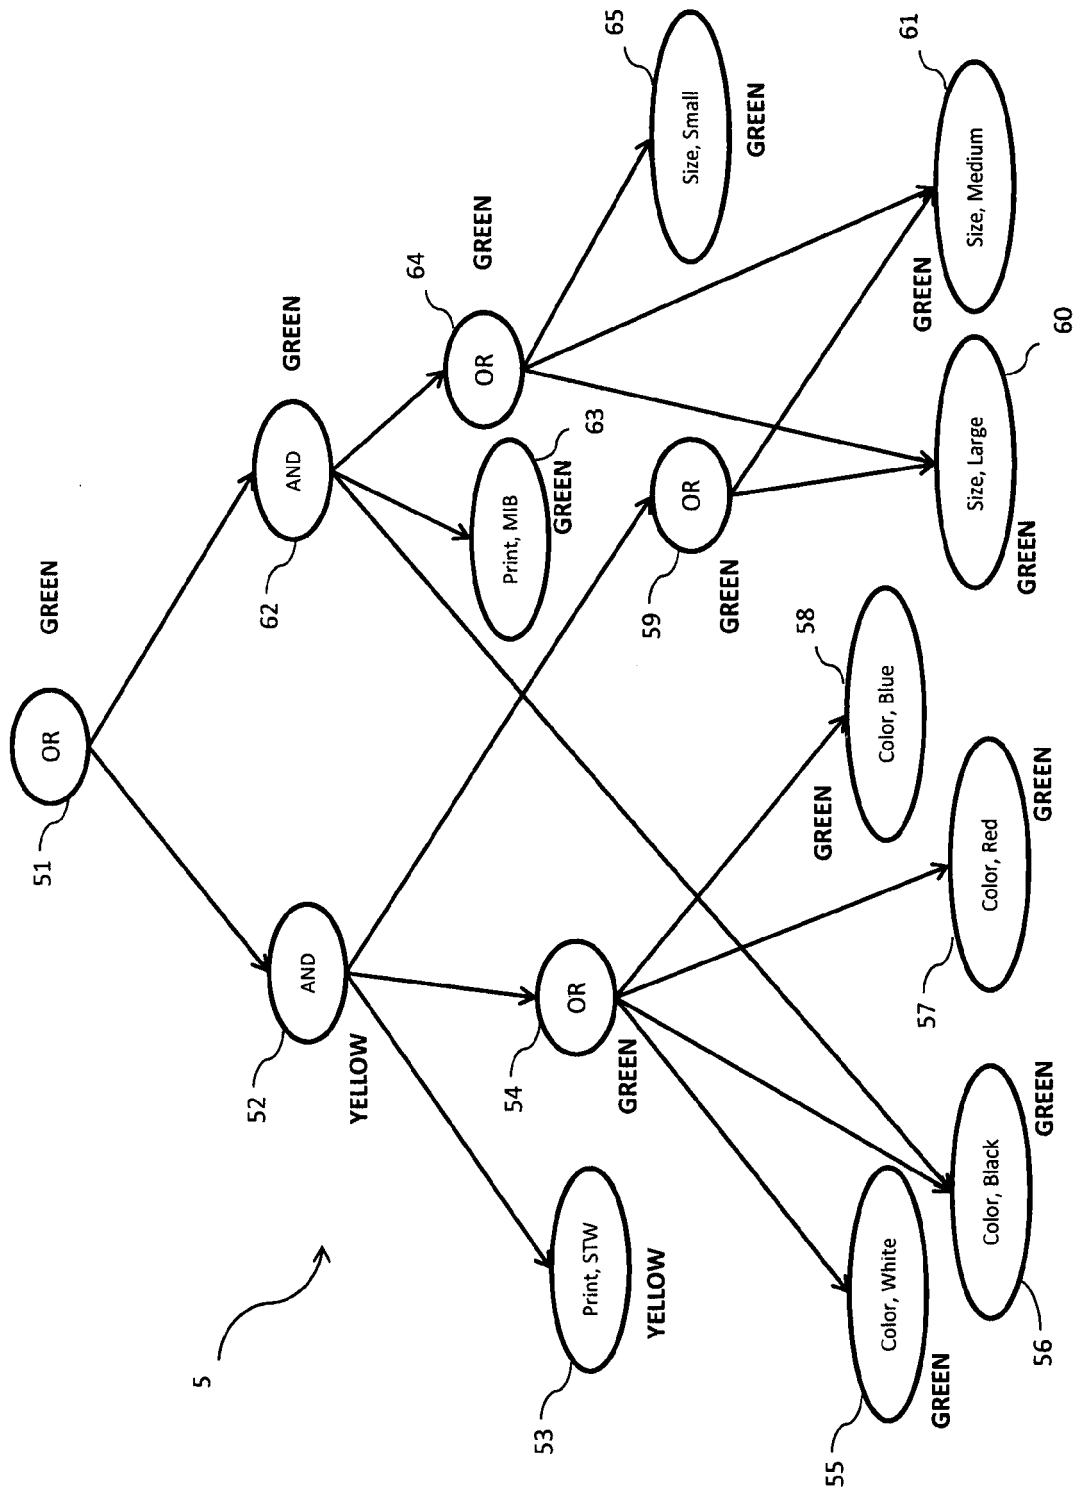 51
OR
GREEN
5
52
AND
YELLOW
62
AND
GREEN
53
Print, STW
YELLOW
54
OR
GREEN
Print, MIB
63
GREEN
64
OR
GREEN
59
OR
GREEN
65
Size, Small
GREEN
55
Color, White
GREEN
56
Color, Black
GREEN
57
Color, Red
GREEN
58
Color, Blue
GREEN
60
Size, Large
GREEN
61
Size, Medium
GREEN